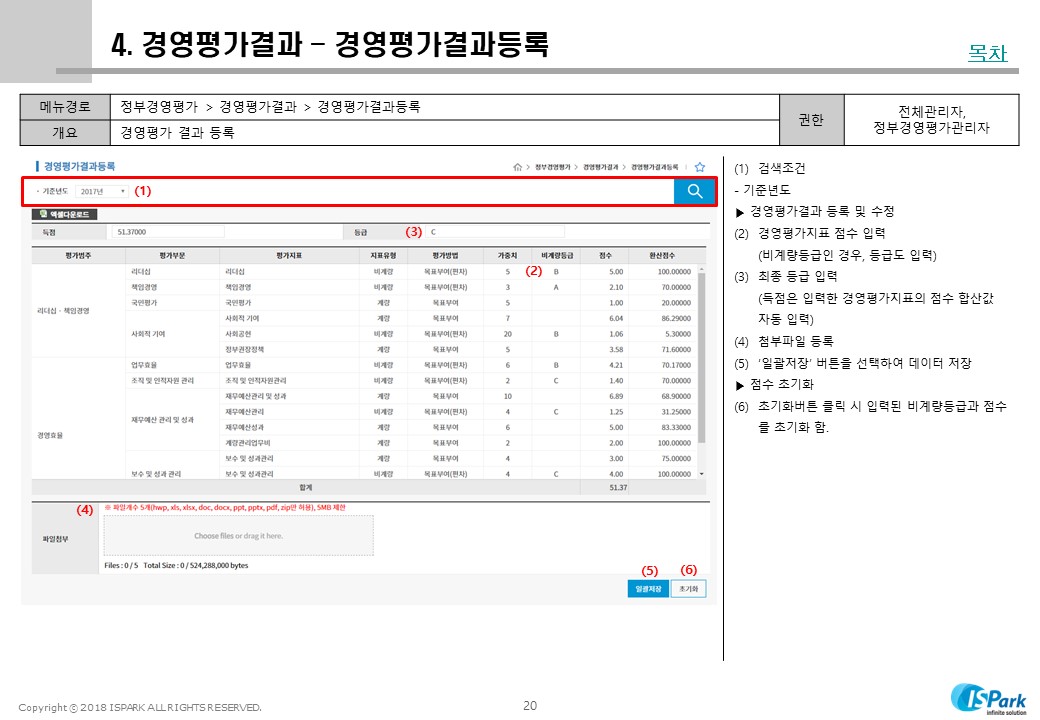 4. 경영평가결과 – 경영평가결과등록
목차
메뉴경로
정부경영평가 > 경영평가결과 > 경영평가결과등록
개요
경영평가 결과 등록
권한
전체관리자,
정부경영평가관리자
경영평가결과등록
정부경영평가 > 경영평가결과 > 경영평가결과등록
· 기준년도 2017년 (1)
엑셀다운로드
득점 51.37000 등급 (3) C
평가범주 평가부문 평가지표 지표유형 평가방법 가중치 비계량등급 점수 환산점수
리더십 · 책임경영
리더십 리더십 비계량 목표부여(편차) 5 (2) B 5.00 100.00000
책임경영 책임경영 비계량 목표부여(편차) 3 A 2.10 70.00000
국민평가 국민평가 계량 목표부여 5 1.00 20.00000
사회적 기여
사회적 기여 계량 목표부여 7 6.04 86.29000
사회공헌 비계량 목표부여(편차) 20 B 1.06 5.30000
정부권장정책 계량 목표부여 5 3.58 71.60000
경영효율
업무효율 업무효율 비계량 목표부여(편차) 6 B 4.21 70.17000
조직 및 인적자원 관리 조직 및 인적자원관리 비계량 목표부여(편차) 2 C 1.40 70.00000
재무예산 관리 및 성과
재무예산관리 및 성과 계량 목표부여 10 6.89 68.90000
재무예산관리 비계량 목표부여(편차) 4 C 1.25 31.25000
재무예산성과 계량 목표부여 6 5.00 83.33000
계량관리업무비 계량 목표부여 2 2.00 100.00000
보수 및 성과관리 계량 목표부여 4 3.00 75.00000
보수 및 성과 관리 보수 및 성과관리 비계량 목표부여(편차) 4 C 4.00 100.00000
합계 51.37
(4)
※ 파일개수 5개(hwp, xls, xlsx, doc, docx, ppt, pptx, pdf, zip만 허용), 5MB 제한
파일첨부
Choose files or drag it here.
Files : 0 / 5 Total Size : 0 / 524,288,000 bytes
(5) (6)
일괄저장 초기화
(1) 검색조건
- 기준년도
▶ 경영평가결과 등록 및 수정
(2) 경영평가지표 점수 입력
(비계량등급인 경우, 등급도 입력)
(3) 최종 등급 입력
(득점은 입력한 경영평가지표의 점수 합산값
자동 입력)
(4) 첨부파일 등록
(5) ‘일괄저장’ 버튼을 선택하여 데이터 저장
▶ 점수 초기화
(6) 초기화버튼 클릭 시 입력된 비계량등급과 점수
를 초기화 함.
Copyright ⓒ 2018 ISPARK ALL RIGHTS RESERVED.
20
ISPark
infinite solution